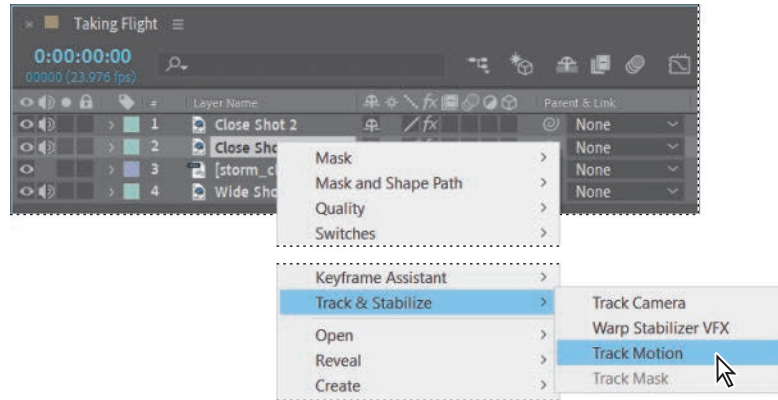 Taking Flight
0:00:00:00
00000 (23.976 fps)
# Layer Name Parent & Link
1 Close Shot 2 None
2 Close Sho None
3 [storm_cl None
4 Wide Sho None
Mask
Mask and Shape Path
Quality
Switches
Keyframe Assistant
Track & Stabilize
Open
Reveal
Create
Track Camera
Warp Stabilizer VFX
Track Motion
Track Mask